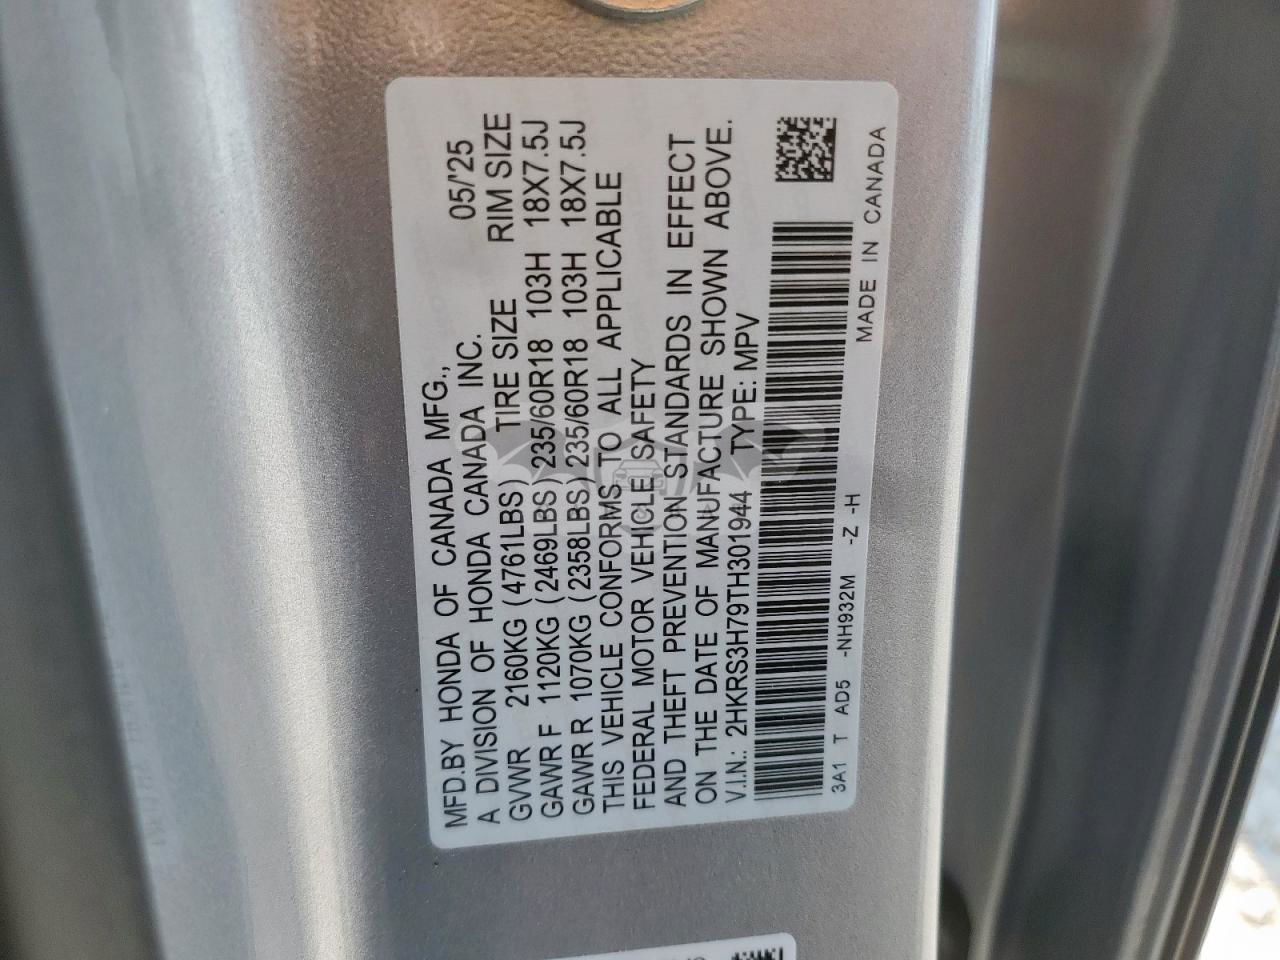 MFD.BY HONDA OF CANADA MFG., 05/'25
A DIVISION OF HONDA CANADA INC.
GVWR 2160KG (4761LBS) TIRE SIZE RIM SIZE
GAWR F 1120KG (2469LBS) 235/60R18 103H 18X7.5J
GAWR R 1070KG (2358LBS) 235/60R18 103H 18X7.5J
THIS VEHICLE CONFORMS TO ALL APPLICABLE
FEDERAL MOTOR VEHICLE SAFETY
AND THEFT PREVENTION STANDARDS IN EFFECT
ON THE DATE OF MANUFACTURE SHOWN ABOVE.
V.I.N.: 2HKRS3H79TH301944 TYPE: MPV
3A1 T AD5 -NH932M -Z -H MADE IN CANADA